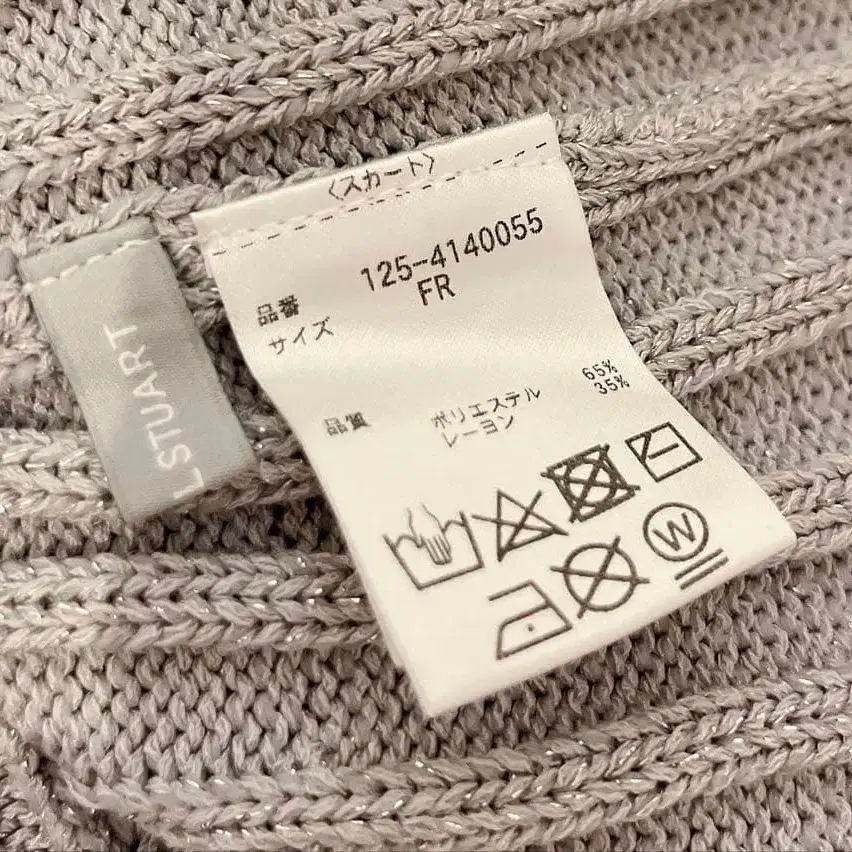 〈スカート〉
品番 125-4140055
サイズ FR
品質 ポリエステル 65%
レーヨン 35%
W
L STUART